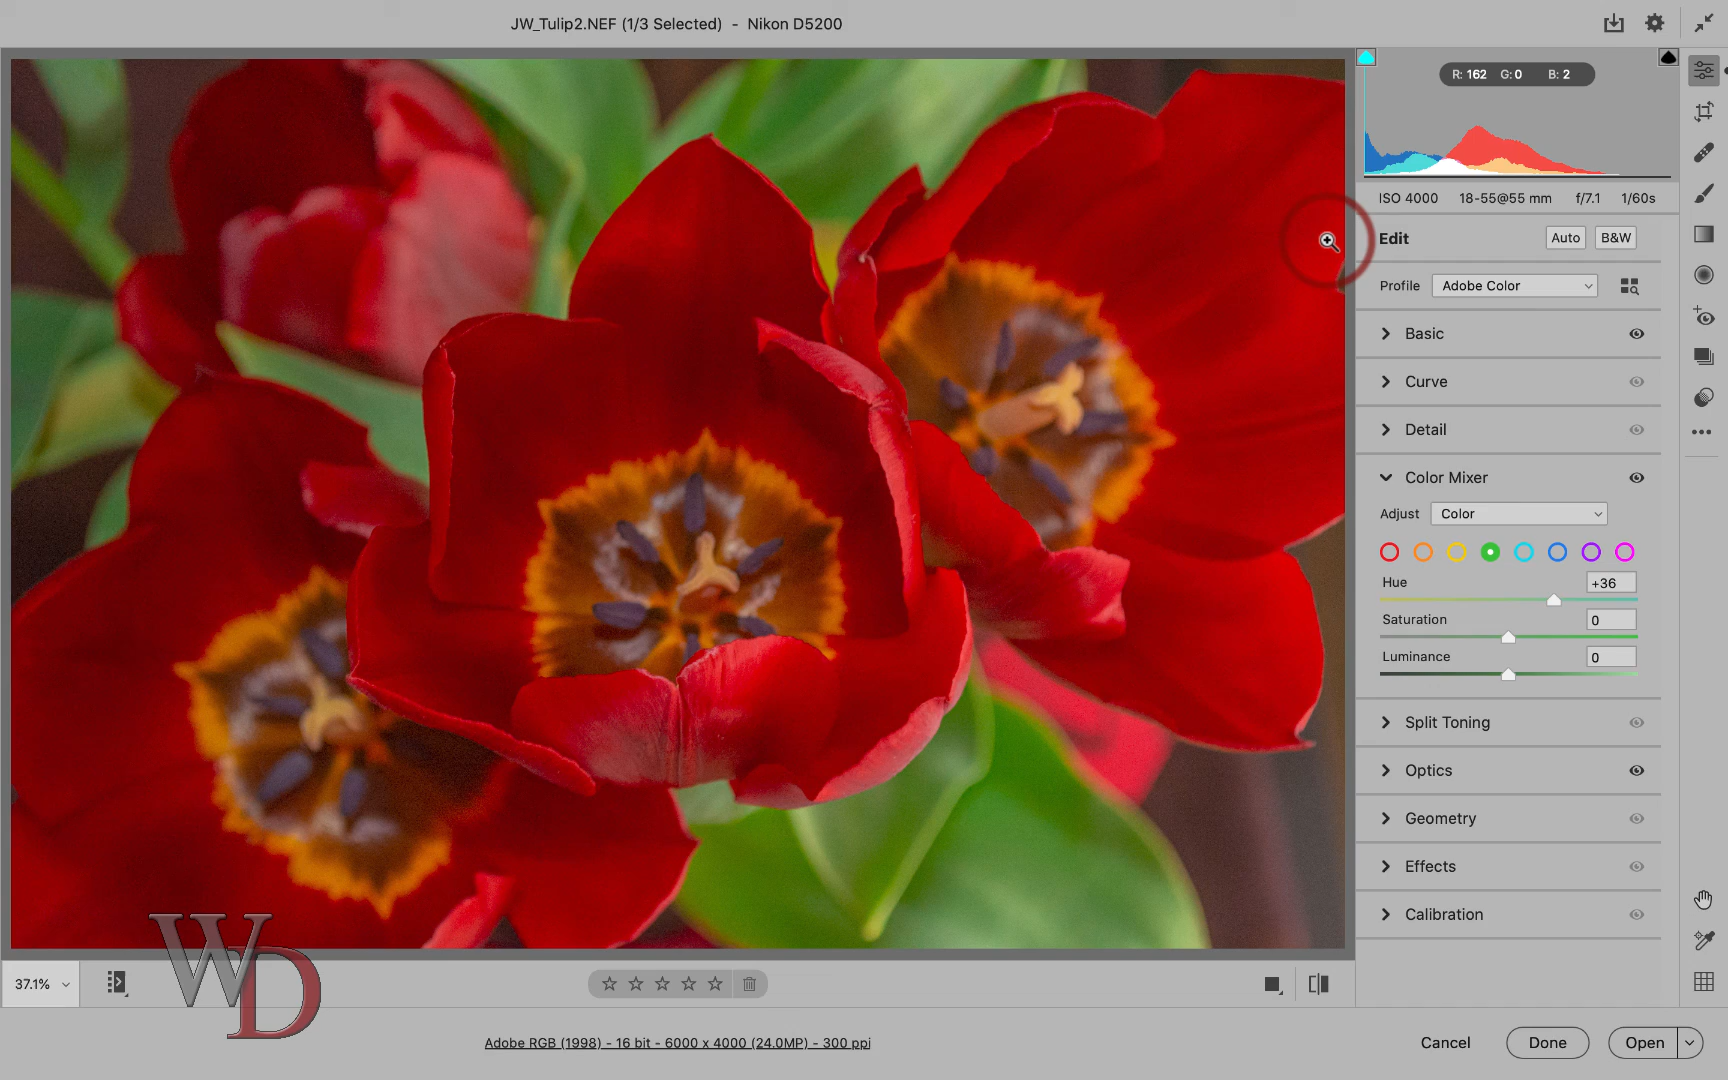 JW_Tulip2.NEF (1/3 Selected) - Nikon D5200
R: 162 G: 0 B: 2
ISO 4000 18-55@55 mm f/7.1 1/60s
Edit Auto B&W
Profile Adobe Color
Basic
Curve
Detail
Color Mixer
Adjust Color
Hue +36
Saturation 0
Luminance 0
Split Toning
Optics
Geometry
Effects
Calibration
37.1%
WD
Adobe RGB (1998) - 16 bit - 6000 x 4000 (24.0MP) - 300 ppi
Cancel Done Open